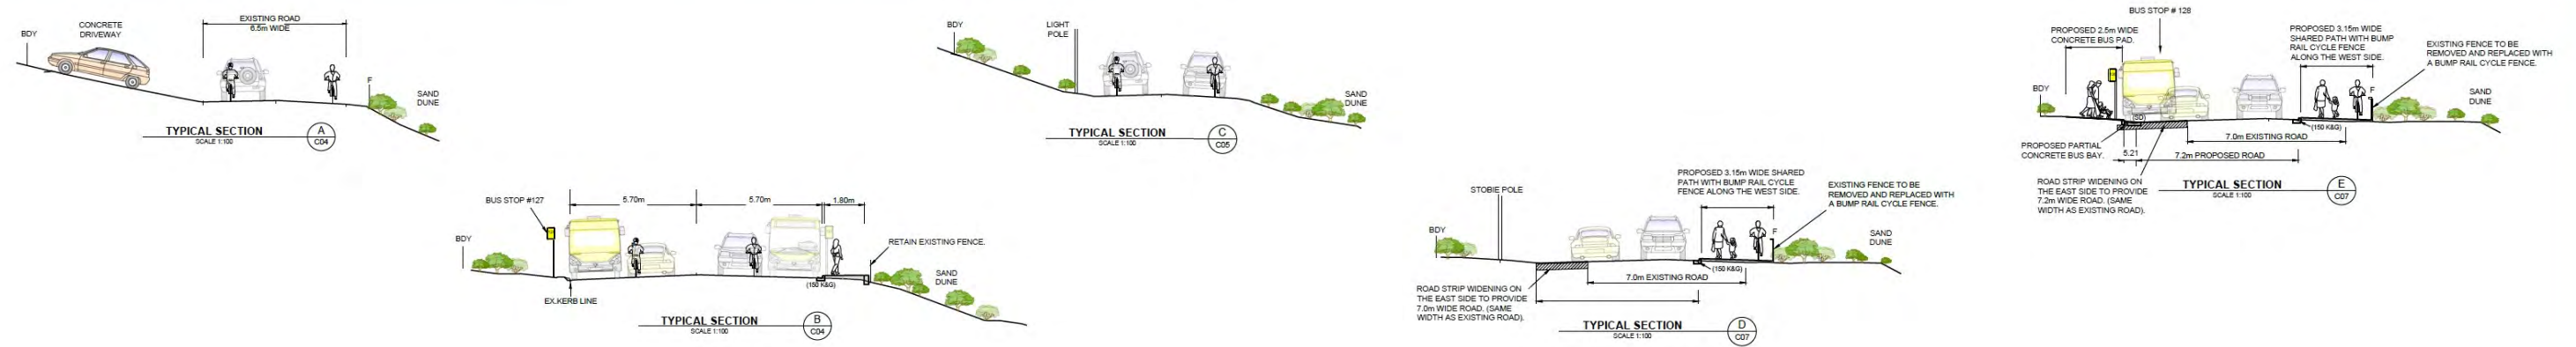 BDY
CONCRETE
DRIVEWAY
EXISTING ROAD
6.5m WIDE
F
SAND
DUNE
TYPICAL SECTION
SCALE 1:100
A
C04
BUS STOP #127
5.70m
5.70m
1.80m
BDY
RETAIN EXISTING FENCE.
SAND
DUNE
(150 K&G)
EX.KERB LINE
TYPICAL SECTION
SCALE 1:100
B
C04
BDY
LIGHT
POLE
SAND
DUNE
TYPICAL SECTION
SCALE 1:100
C
C05
STOBIE POLE
PROPOSED 3.15m WIDE SHARED
PATH WITH BUMP RAIL CYCLE
FENCE ALONG THE WEST SIDE.
EXISTING FENCE TO BE
REMOVED AND REPLACED WITH
A BUMP RAIL CYCLE FENCE.
BDY
F
SAND
DUNE
(150 K&G)
7.0m EXISTING ROAD
ROAD STRIP WIDENING ON
THE EAST SIDE TO PROVIDE
7.0m WIDE ROAD. (SAME
WIDTH AS EXISTING ROAD).
TYPICAL SECTION
SCALE 1:100
D
C07
BUS STOP # 128
PROPOSED 2.5m WIDE
CONCRETE BUS PAD.
PROPOSED 3.15m WIDE
SHARED PATH WITH BUMP
RAIL CYCLE FENCE
ALONG THE WEST SIDE.
EXISTING FENCE TO BE
REMOVED AND REPLACED WITH
A BUMP RAIL CYCLE FENCE.
BDY
F
SAND
DUNE
(SD)
(150 K&G)
7.0m EXISTING ROAD
PROPOSED PARTIAL
CONCRETE BUS BAY.
5.21
7.2m PROPOSED ROAD
ROAD STRIP WIDENING ON
THE EAST SIDE TO PROVIDE
7.2m WIDE ROAD. (SAME
WIDTH AS EXISTING ROAD).
TYPICAL SECTION
SCALE 1:100
E
C07